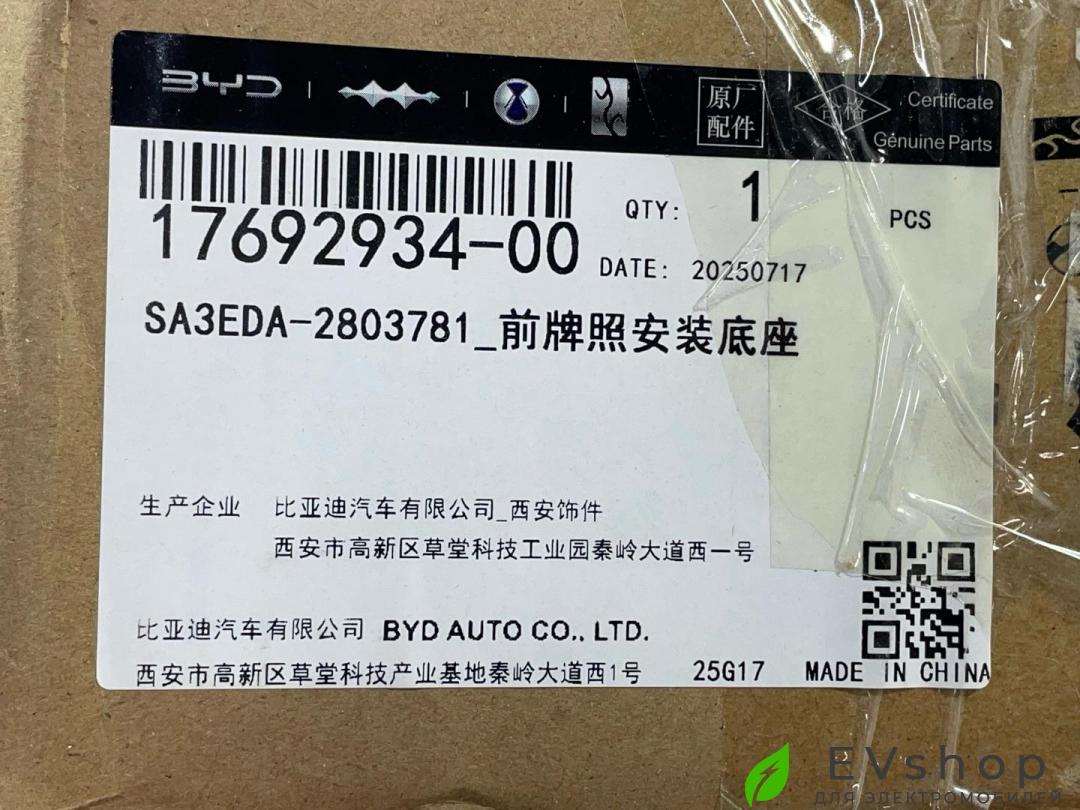 BYD
原厂
配件
合格
Certificate
Genuine Parts
17692934-00
QTY: 1 PCS
DATE: 20250717
SA3EDA-2803781_前牌照安装底座
生产企业 比亚迪汽车有限公司_西安饰件
西安市高新区草堂科技工业园秦岭大道西一号
比亚迪汽车有限公司 BYD AUTO CO., LTD.
西安市高新区草堂科技产业基地秦岭大道西1号 25G17 MADE IN CHINA
EVshop
ДЛЯ ЭЛЕКТРОМОБИЛЕЙ